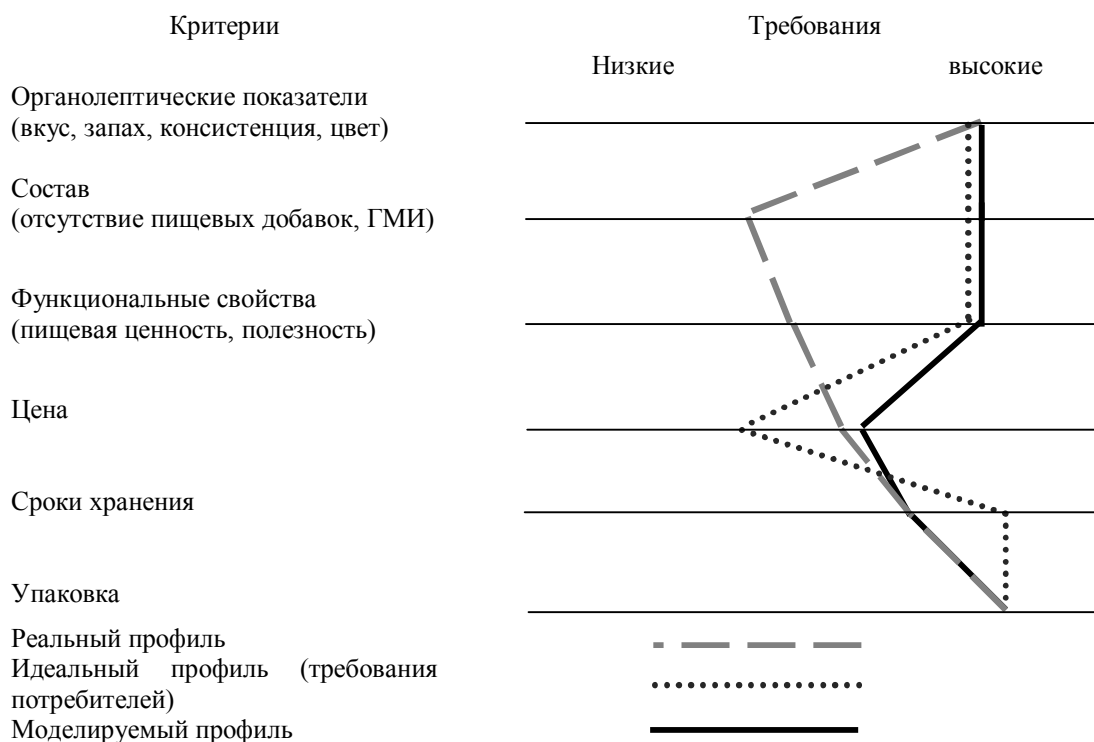 Критерии
Требования
Низкие
высокие
Органолептические показатели
(вкус, запах, консистенция, цвет)
Состав
(отсутствие пищевых добавок, ГМИ)
Функциональные свойства
(пищевая ценность, полезность)
Цена
Сроки хранения
Упаковка
Реальный профиль
Идеальный профиль (требования
потребителей)
Моделируемый профиль